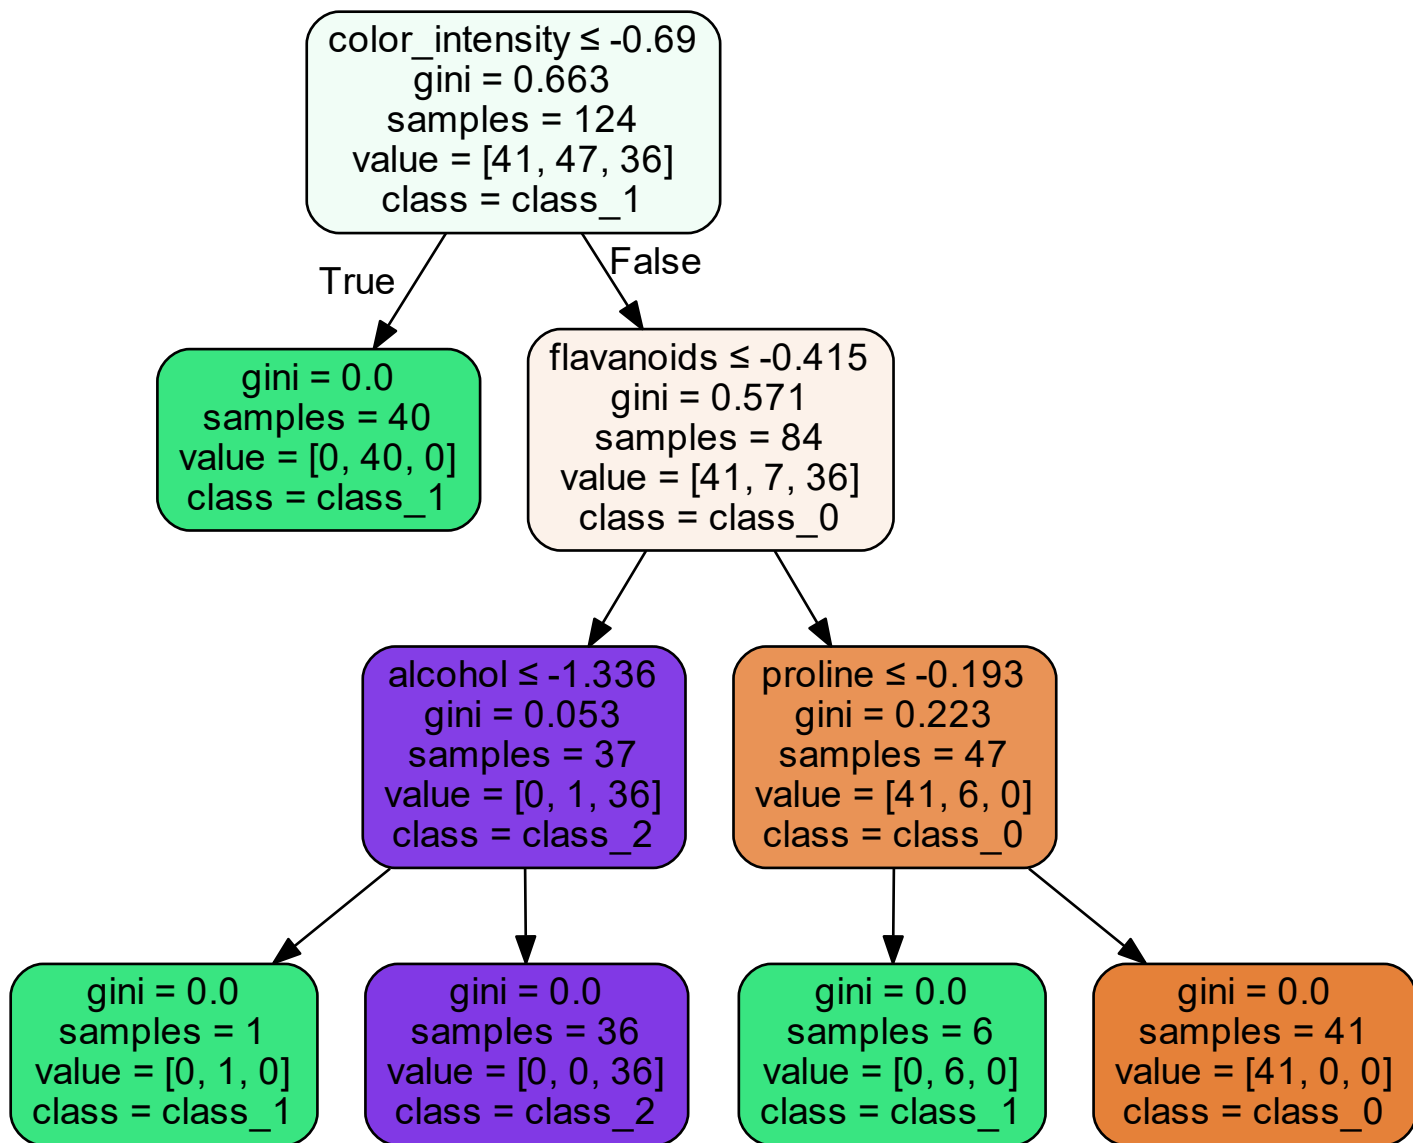 color_intensity ≤ -0.69
gini = 0.663
samples = 124
value = [41, 47, 36]
class = class_1
True
False
gini = 0.0
samples = 40
value = [0, 40, 0]
class = class_1
flavanoids ≤ -0.415
gini = 0.571
samples = 84
value = [41, 7, 36]
class = class_0
alcohol ≤ -1.336
gini = 0.053
samples = 37
value = [0, 1, 36]
class = class_2
proline ≤ -0.193
gini = 0.223
samples = 47
value = [41, 6, 0]
class = class_0
gini = 0.0
samples = 1
value = [0, 1, 0]
class = class_1
gini = 0.0
samples = 36
value = [0, 0, 36]
class = class_2
gini = 0.0
samples = 6
value = [0, 6, 0]
class = class_1
gini = 0.0
samples = 41
value = [41, 0, 0]
class = class_0